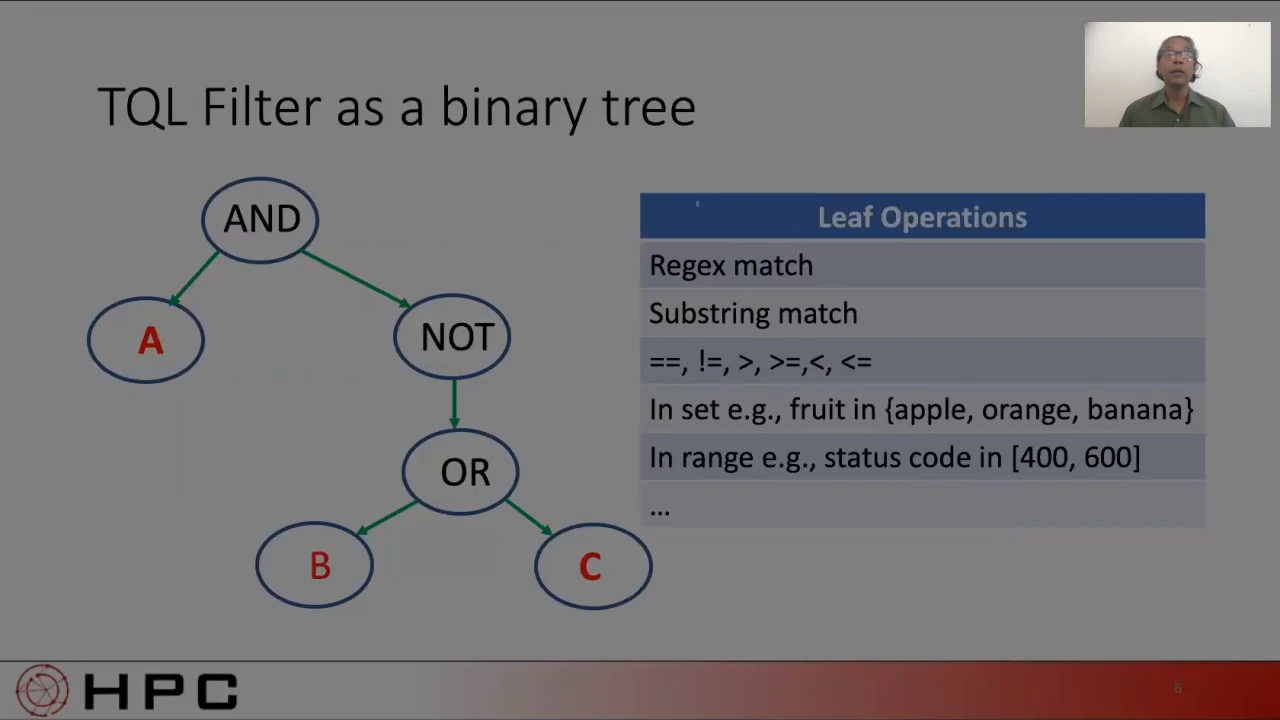 TQL Filter as a binary tree
AND
A
NOT
OR
B
C
Leaf Operations
Regex match
Substring match
==, !=, >, >=,<, <=
In set e.g., fruit in {apple, orange, banana}
In range e.g., status code in [400, 600]
...
HPC
6